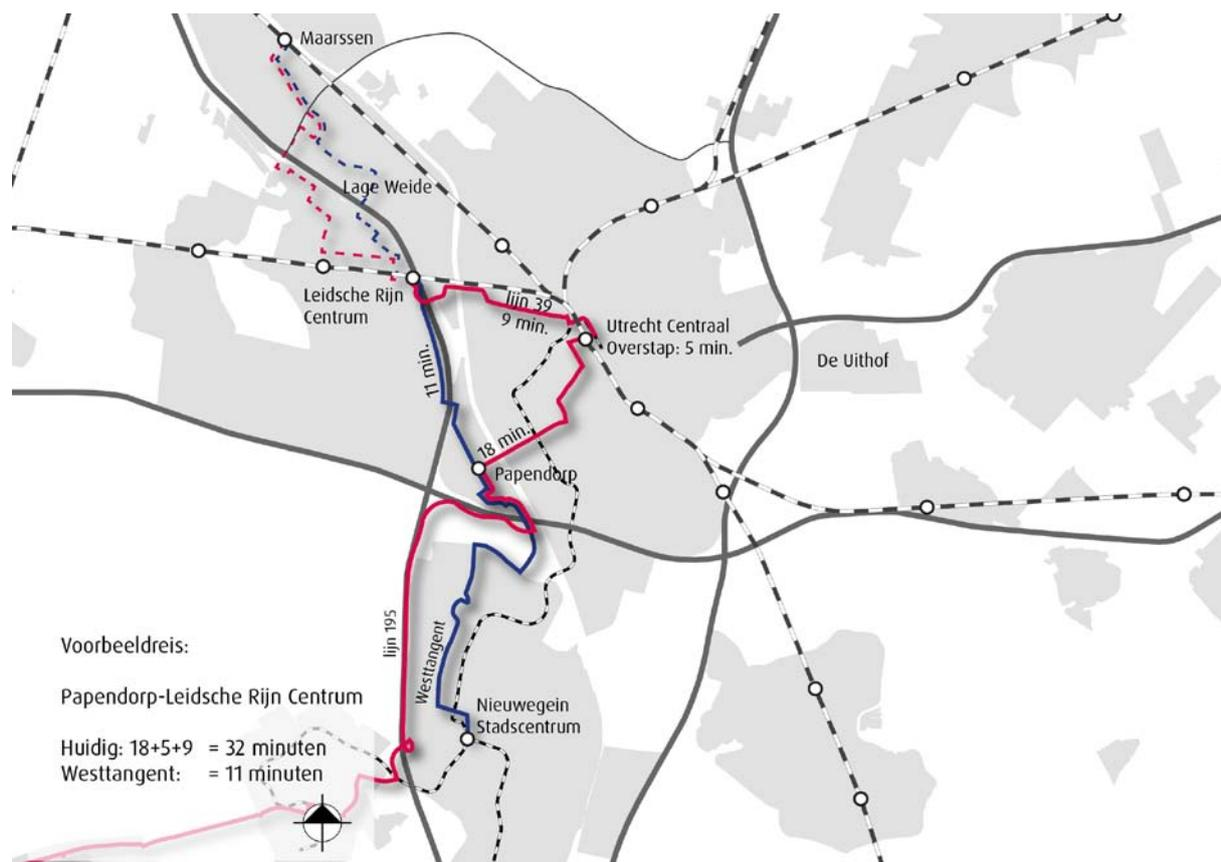 Maarssen
Lage Weide
Leidsche Rijn
Centrum
lijn 39
9 min.
Utrecht Centraal
Overstap: 5 min.
De Uithof
11 min.
18 min.
Papendorp
lijn 195
Westtangent
Nieuwegein
Stadscentrum
Voorbeeldreis:
Papendorp-Leidsche Rijn Centrum
Huidig: 18+5+9 = 32 minuten
Westtangent: = 11 minuten